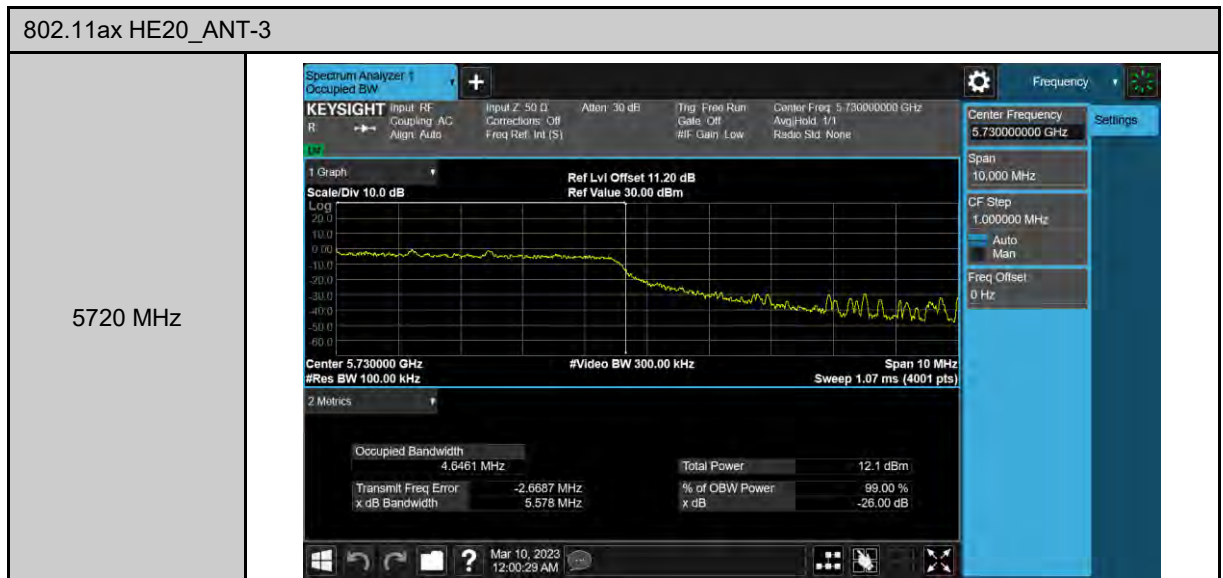 802.11ax HE20_ANT-3
5720 MHz
Spectrum Analyzer 1
Occupied BW
Frequency
KEYSIGHT
R
Input: RF
Coupling: AC
Align: Auto
Input Z: 50 Ω
Corrections: Off
Freq Ref: Int (S)
Atten: 30 dB
Trig: Free Run
Gate: Off
#IF Gain: Low
Center Freq: 5.730000000 GHz
Avg|Hold: 1/1
Radio Std: None
1 Graph
Scale/Div 10.0 dB
Ref Lvl Offset 11.20 dB
Ref Value 30.00 dBm
Log
20.0
10.0
0.00
-10.0
-20.0
-30.0
-40.0
-50.0
-60.0
Center 5.730000 GHz
#Res BW 100.00 kHz
#Video BW 300.00 kHz
Span 10 MHz
Sweep 1.07 ms (4001 pts)
2 Metrics
Occupied Bandwidth
4.6461 MHz
Transmit Freq Error -2.6687 MHz
x dB Bandwidth 5.578 MHz
Total Power 12.1 dBm
% of OBW Power 99.00 %
x dB -26.00 dB
Center Frequency
5.730000000 GHz
Settings
Span
10.000 MHz
CF Step
1.000000 MHz
Auto
Man
Freq Offset
0 Hz
?
Mar 10, 2023
12:00:29 AM